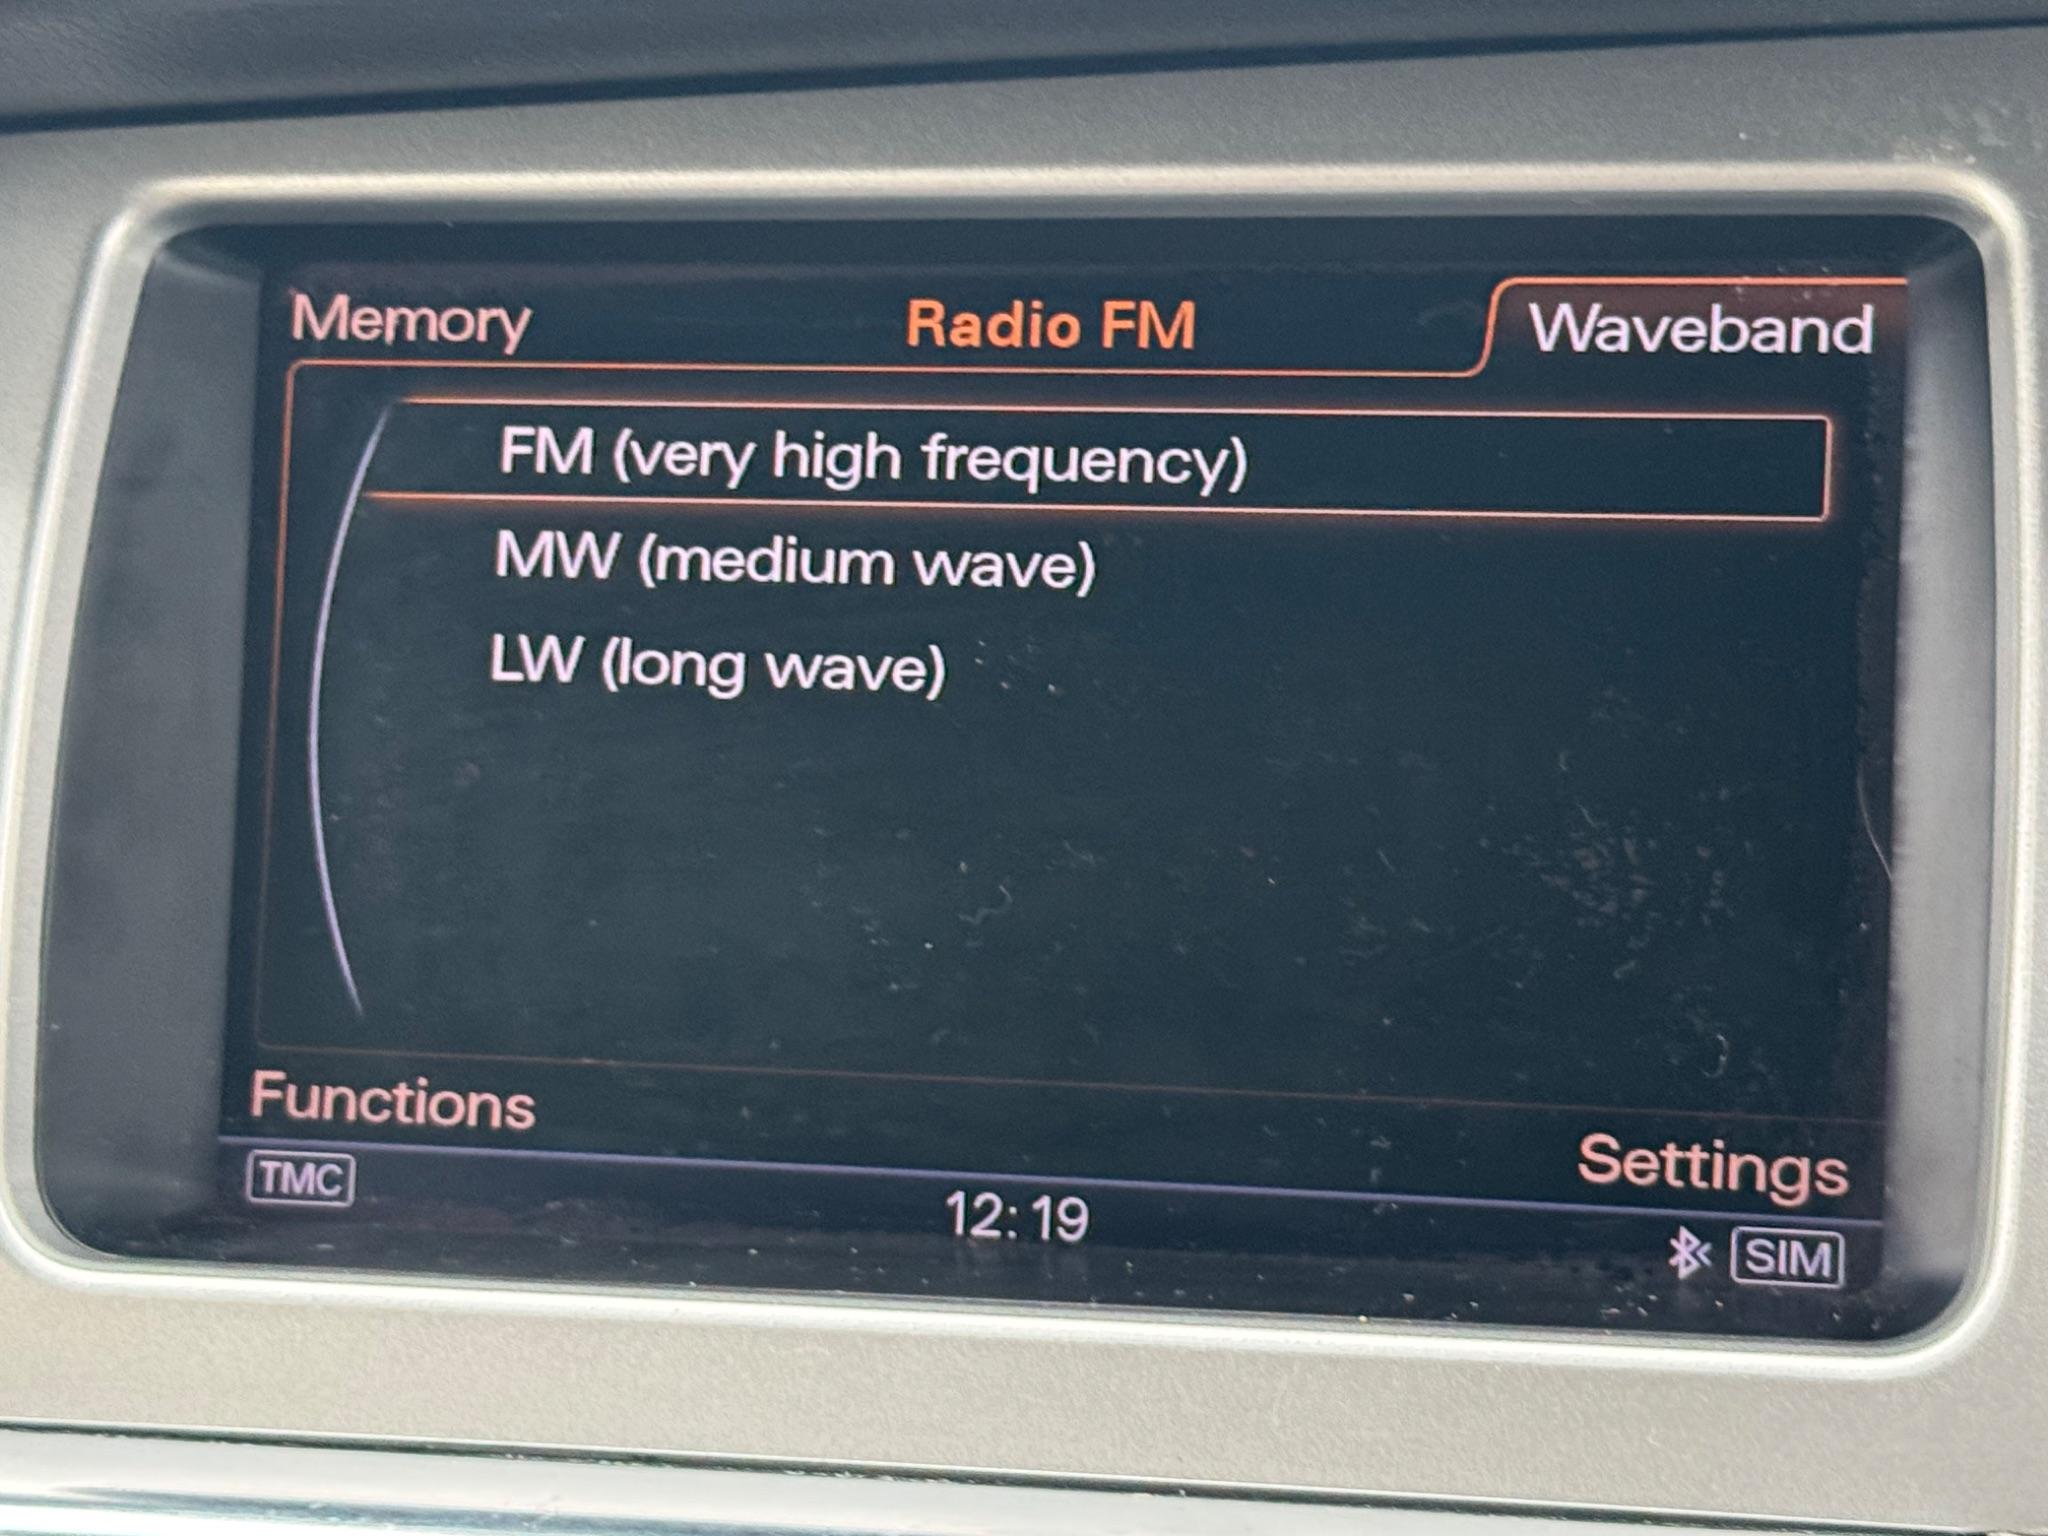 Memory Radio FM Waveband
FM (very high frequency)
MW (medium wave)
LW (long wave)
Functions Settings
TMC 12:19 SIM